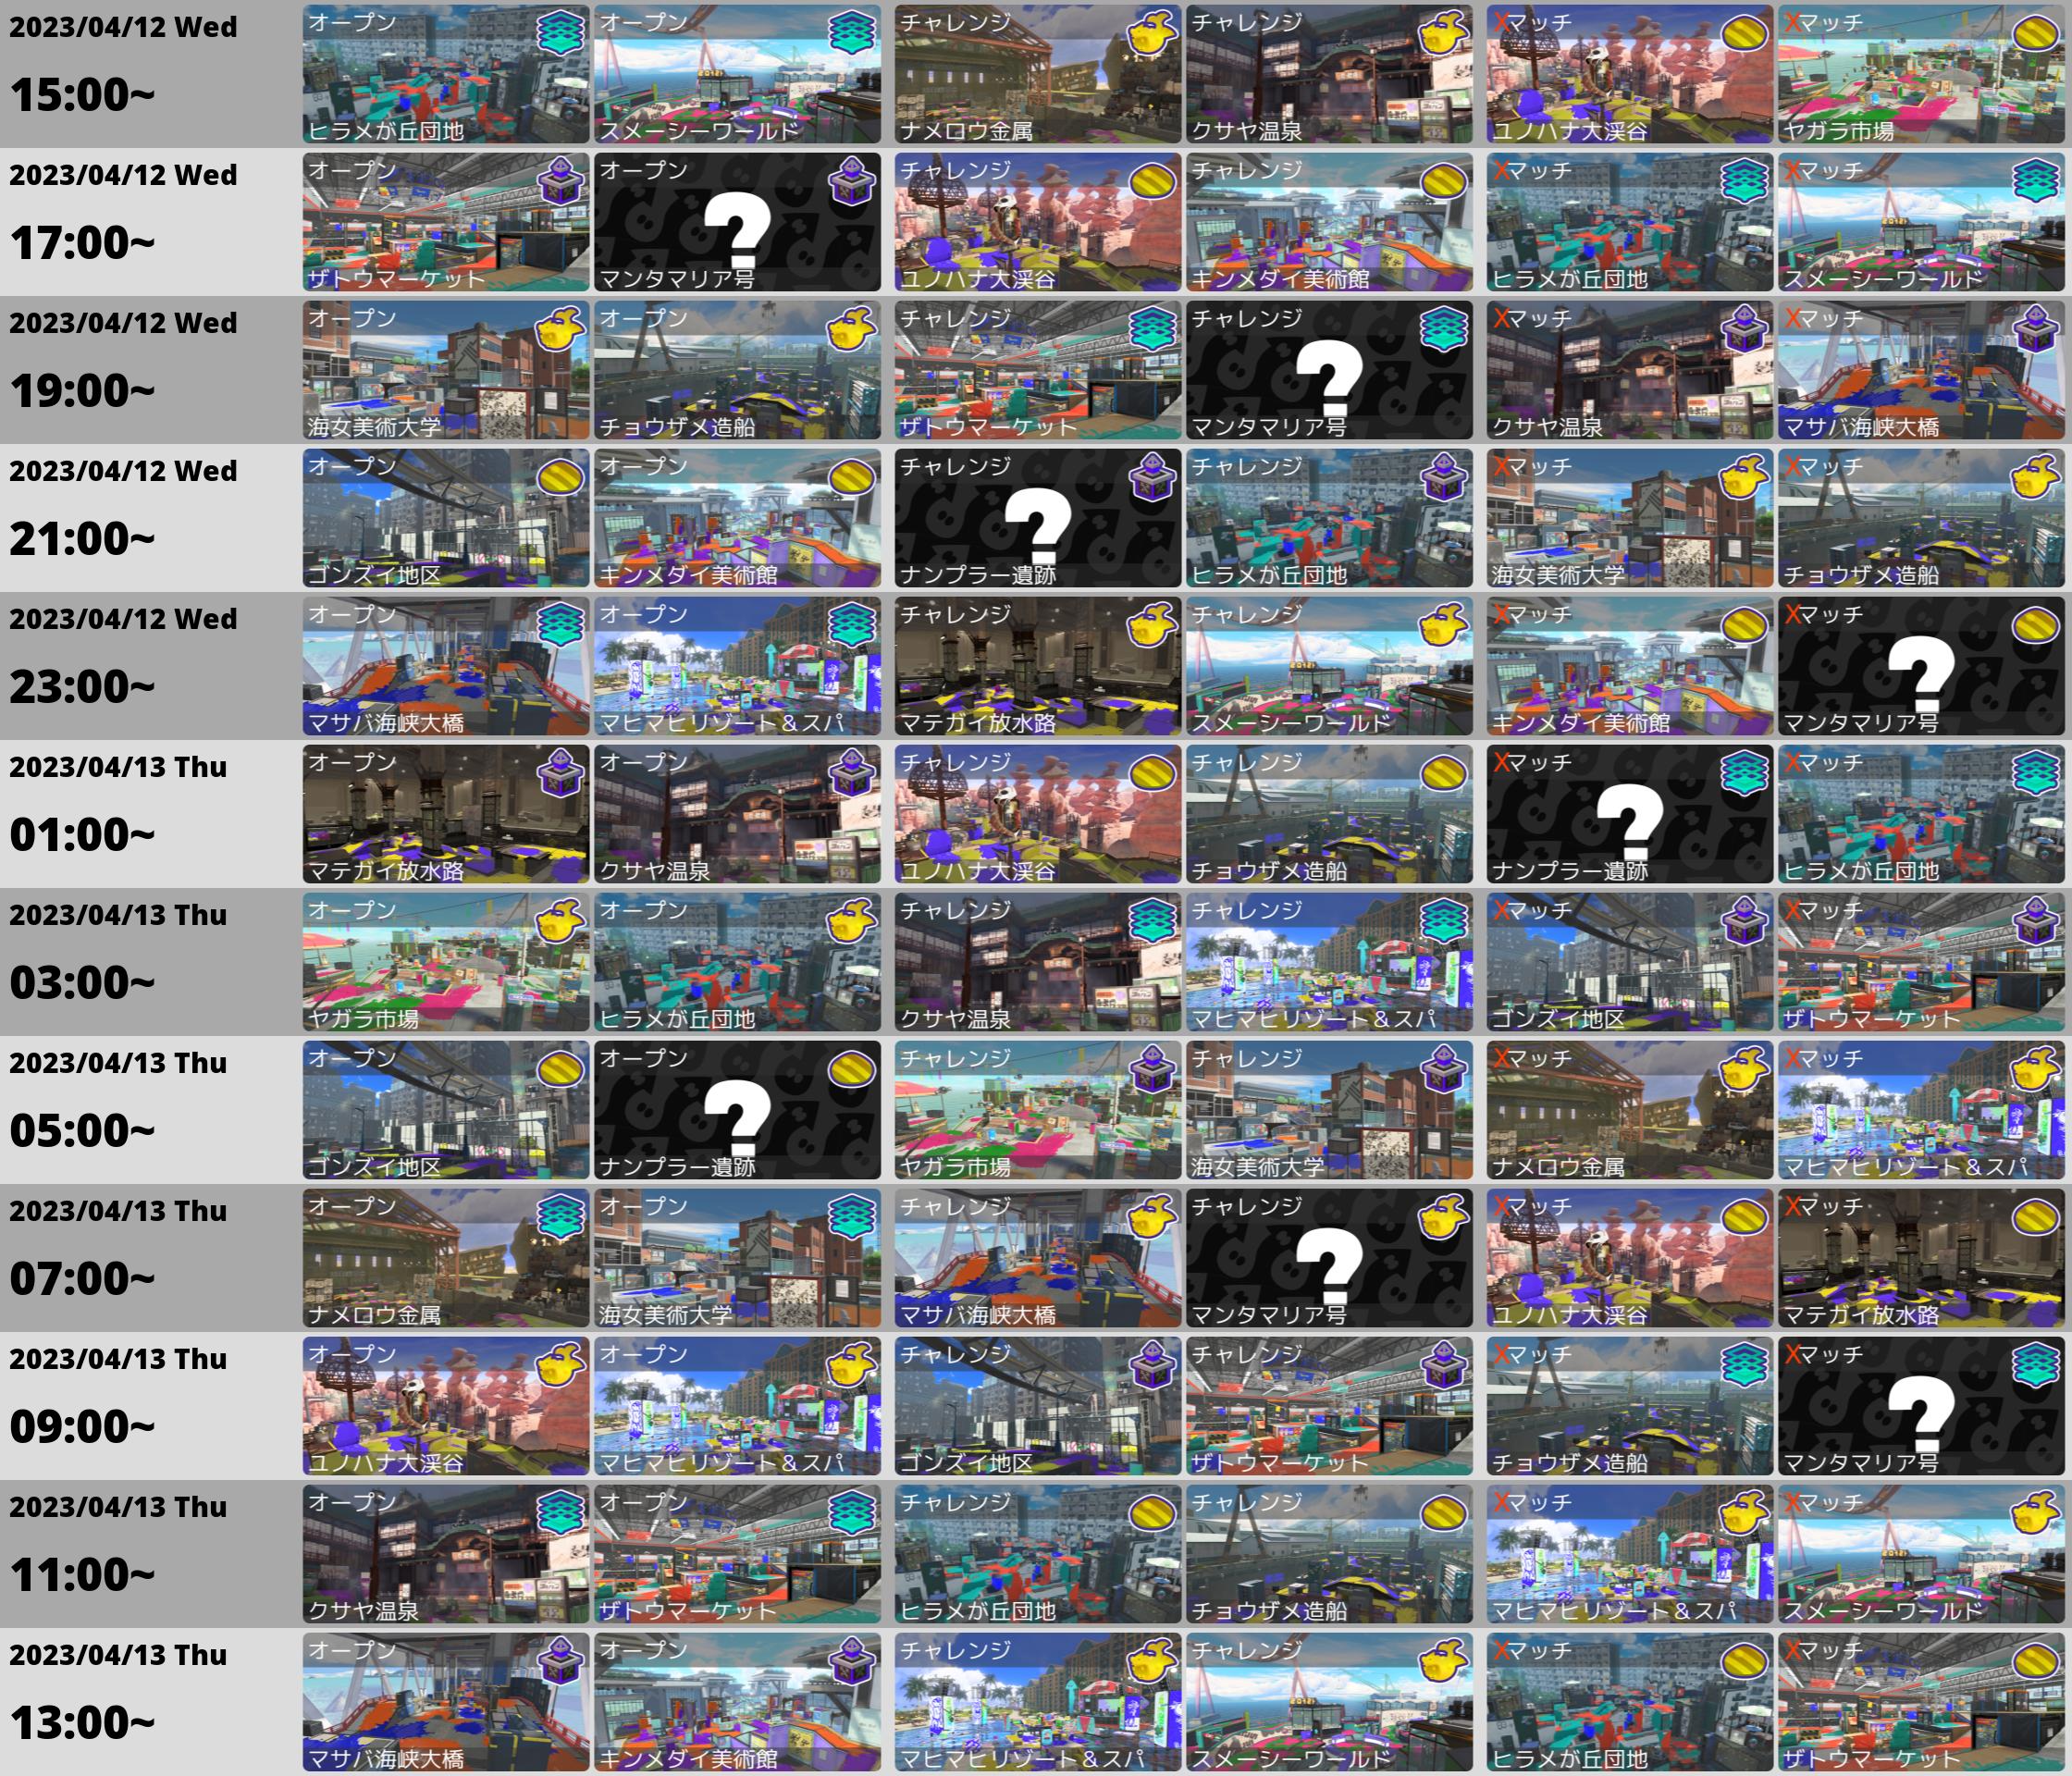 2023/04/12 Wed
15:00~
オープン オープン チャレンジ チャレンジ Xマッチ Xマッチ
ヒラメが丘団地 スメーシーワールド ナメロウ金属 クサヤ温泉 ユノハナ大渓谷 ヤガラ市場
2023/04/12 Wed
17:00~
オープン オープン チャレンジ チャレンジ Xマッチ Xマッチ
ザトウマーケット マンタマリア号 ユノハナ大渓谷 キンメダイ美術館 ヒラメが丘団地 スメーシーワールド
2023/04/12 Wed
19:00~
オープン オープン チャレンジ チャレンジ Xマッチ Xマッチ
海女美術大学 チョウザメ造船 ザトウマーケット マンタマリア号 クサヤ温泉 マサバ海峡大橋
2023/04/12 Wed
21:00~
オープン オープン チャレンジ チャレンジ Xマッチ Xマッチ
ゴンズイ地区 キンメダイ美術館 ナンプラー遺跡 ヒラメが丘団地 海女美術大学 チョウザメ造船
2023/04/12 Wed
23:00~
オープン オープン チャレンジ チャレンジ Xマッチ Xマッチ
マサバ海峡大橋 マヒマヒリゾート＆スパ マテガイ放水路 スメーシーワールド キンメダイ美術館 マンタマリア号
2023/04/13 Thu
01:00~
オープン オープン チャレンジ チャレンジ Xマッチ Xマッチ
マテガイ放水路 クサヤ温泉 ユノハナ大渓谷 チョウザメ造船 ナンプラー遺跡 ヒラメが丘団地
2023/04/13 Thu
03:00~
オープン オープン チャレンジ チャレンジ Xマッチ Xマッチ
ヤガラ市場 ヒラメが丘団地 クサヤ温泉 マヒマヒリゾート＆スパ ゴンズイ地区 ザトウマーケット
2023/04/13 Thu
05:00~
オープン オープン チャレンジ チャレンジ Xマッチ Xマッチ
ゴンズイ地区 ナンプラー遺跡 ヤガラ市場 海女美術大学 ナメロウ金属 マヒマヒリゾート＆スパ
2023/04/13 Thu
07:00~
オープン オープン チャレンジ チャレンジ Xマッチ Xマッチ
ナメロウ金属 海女美術大学 マサバ海峡大橋 マンタマリア号 ユノハナ大渓谷 マテガイ放水路
2023/04/13 Thu
09:00~
オープン オープン チャレンジ チャレンジ Xマッチ Xマッチ
ユノハナ大渓谷 マヒマヒリゾート＆スパ ゴンズイ地区 ザトウマーケット チョウザメ造船 マンタマリア号
2023/04/13 Thu
11:00~
オープン オープン チャレンジ チャレンジ Xマッチ Xマッチ
クサヤ温泉 ザトウマーケット ヒラメが丘団地 チョウザメ造船 マヒマヒリゾート＆スパ スメーシーワールド
2023/04/13 Thu
13:00~
オープン オープン チャレンジ チャレンジ Xマッチ Xマッチ
マサバ海峡大橋 キンメダイ美術館 マヒマヒリゾート＆スパ スメーシーワールド ヒラメが丘団地 ザトウマーケット